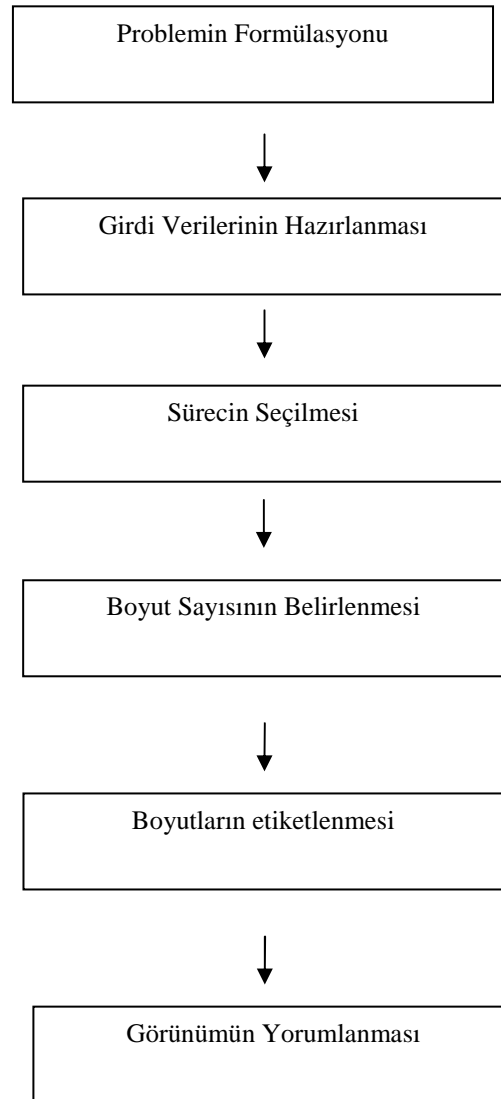 Problemin Formülasyonu
Girdi Verilerinin Hazırlanması
Sürecin Seçilmesi
Boyut Sayısının Belirlenmesi
Boyutların etiketlenmesi
Görünümün Yorumlanması